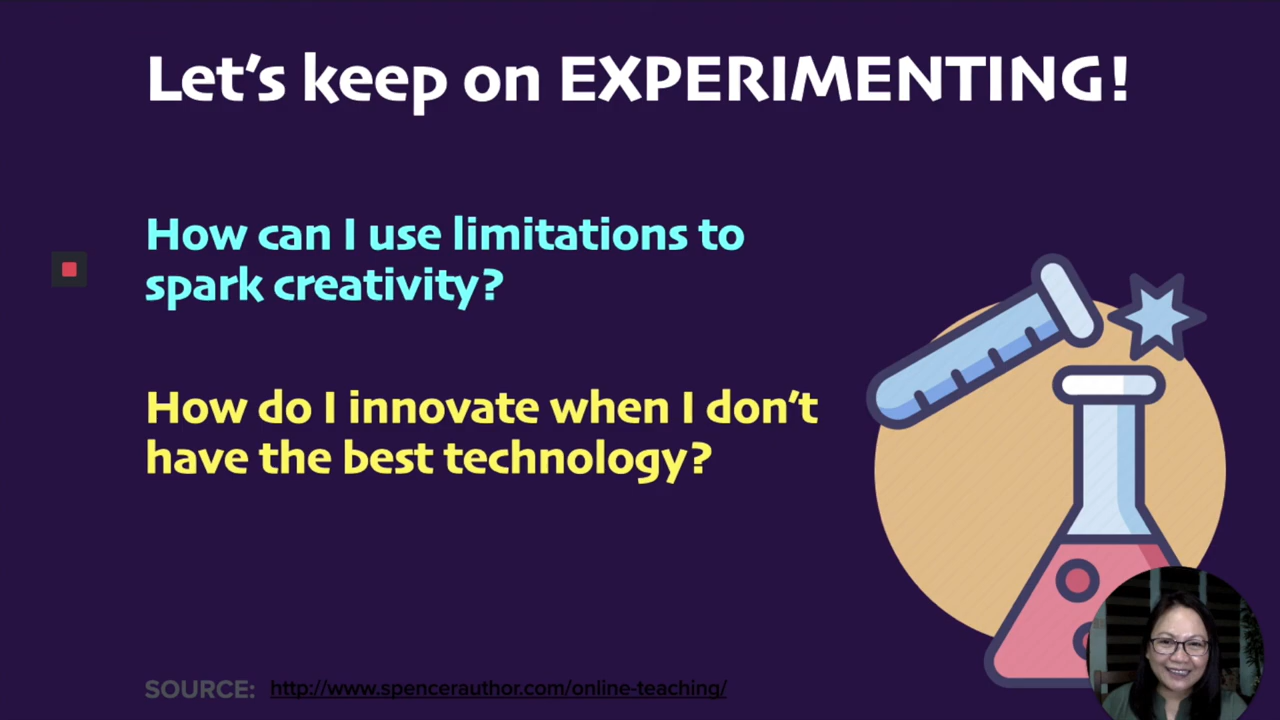 Let's keep on EXPERIMENTING!
How can I use limitations to
spark creativity?
How do I innovate when I don't
have the best technology?
SOURCE: http://www.spencerauthor.com/online-teaching/